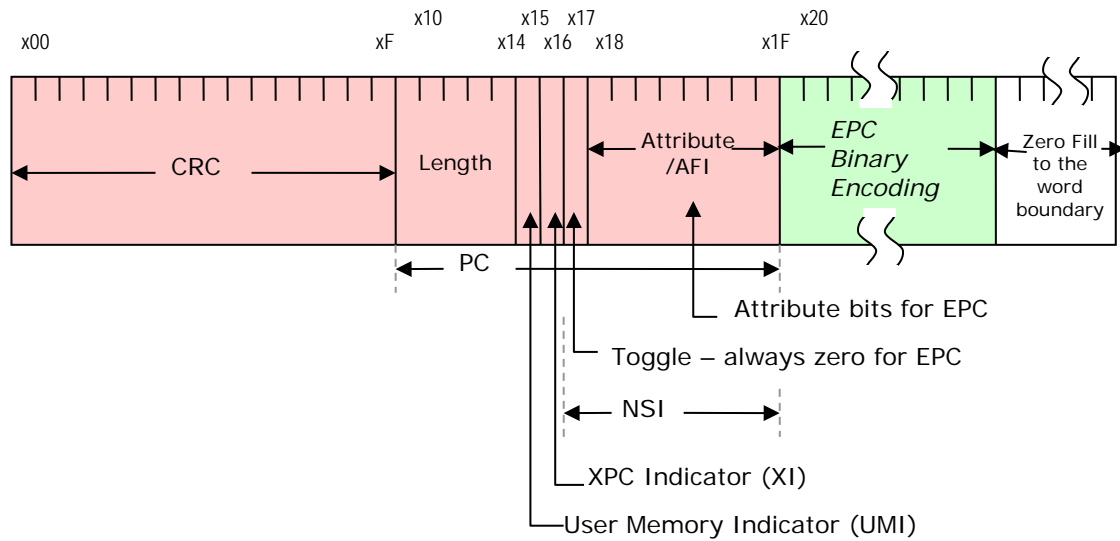 x10 x15 x17 x20
x00 xF x14 x16 x18 x1F
CRC
Length
Attribute
/AFI
EPC
Binary
Encoding
Zero Fill
to the
word
boundary
PC
Attribute bits for EPC
Toggle – always zero for EPC
NSI
XPC Indicator (XI)
User Memory Indicator (UMI)